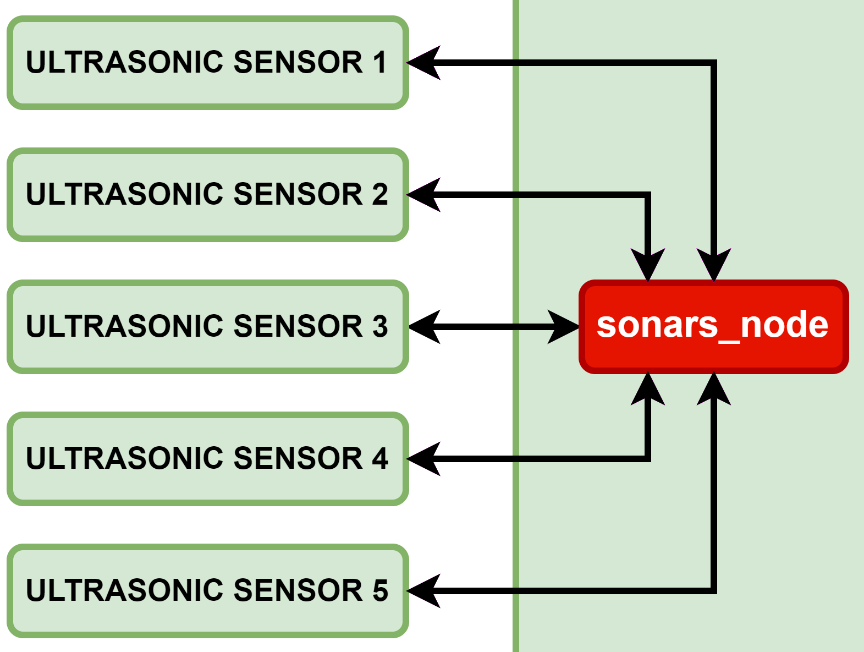 ULTRASONIC SENSOR 1
ULTRASONIC SENSOR 2
ULTRASONIC SENSOR 3
sonars_node
ULTRASONIC SENSOR 4
ULTRASONIC SENSOR 5